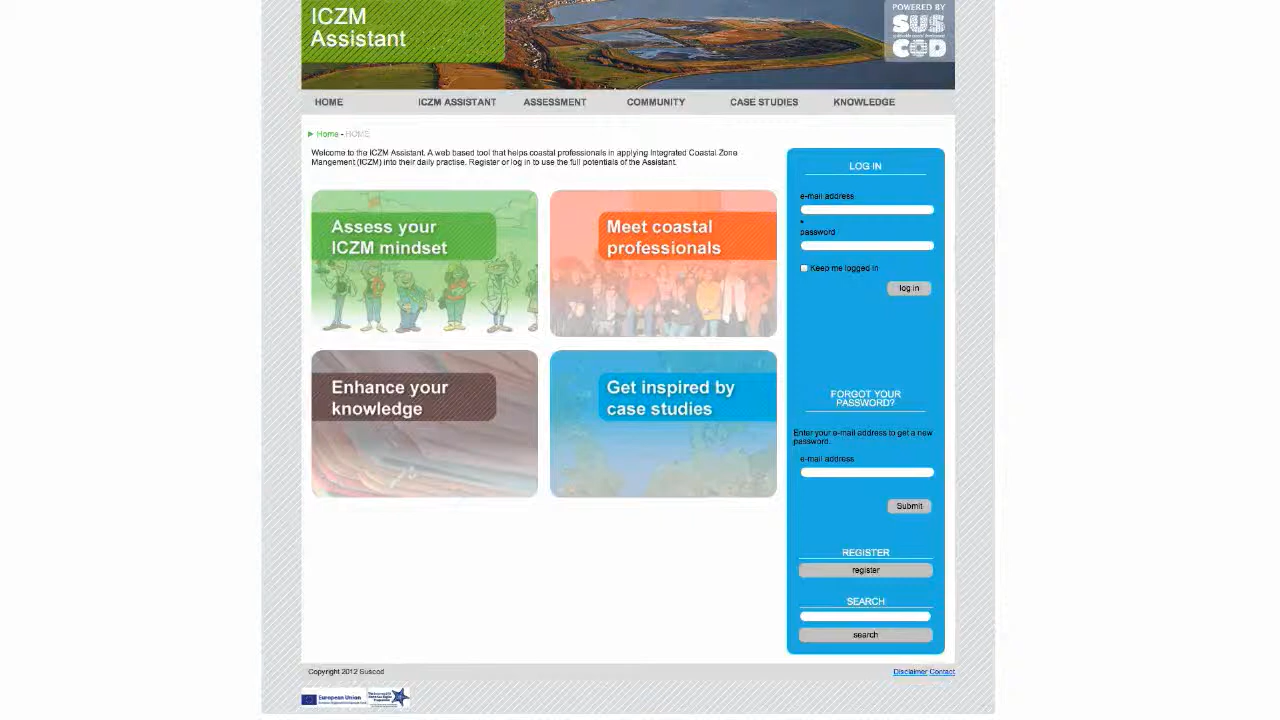 ICZM
Assistant
POWERED BY
SUS
COD
HOME
ICZM ASSISTANT
ASSESSMENT
COMMUNITY
CASE STUDIES
KNOWLEDGE
Home - HOME
Welcome to the ICZM Assistant. A web based tool that helps coastal professionals in applying Integrated Coastal Zone
Mangement (ICZM) into their daily practise. Register or log in to use the full potentials of the Assistant.
Assess your
ICZM mindset
Meet coastal
professionals
Enhance your
knowledge
Get inspired by
case studies
LOG IN
e-mail address
*
password
Keep me logged in
log in
FORGOT YOUR
PASSWORD?
Enter your e-mail address to get a new
password.
e-mail address
Submit
REGISTER
register
SEARCH
search
Copyright 2012 Suscod
Disclaimer Contact
European Union